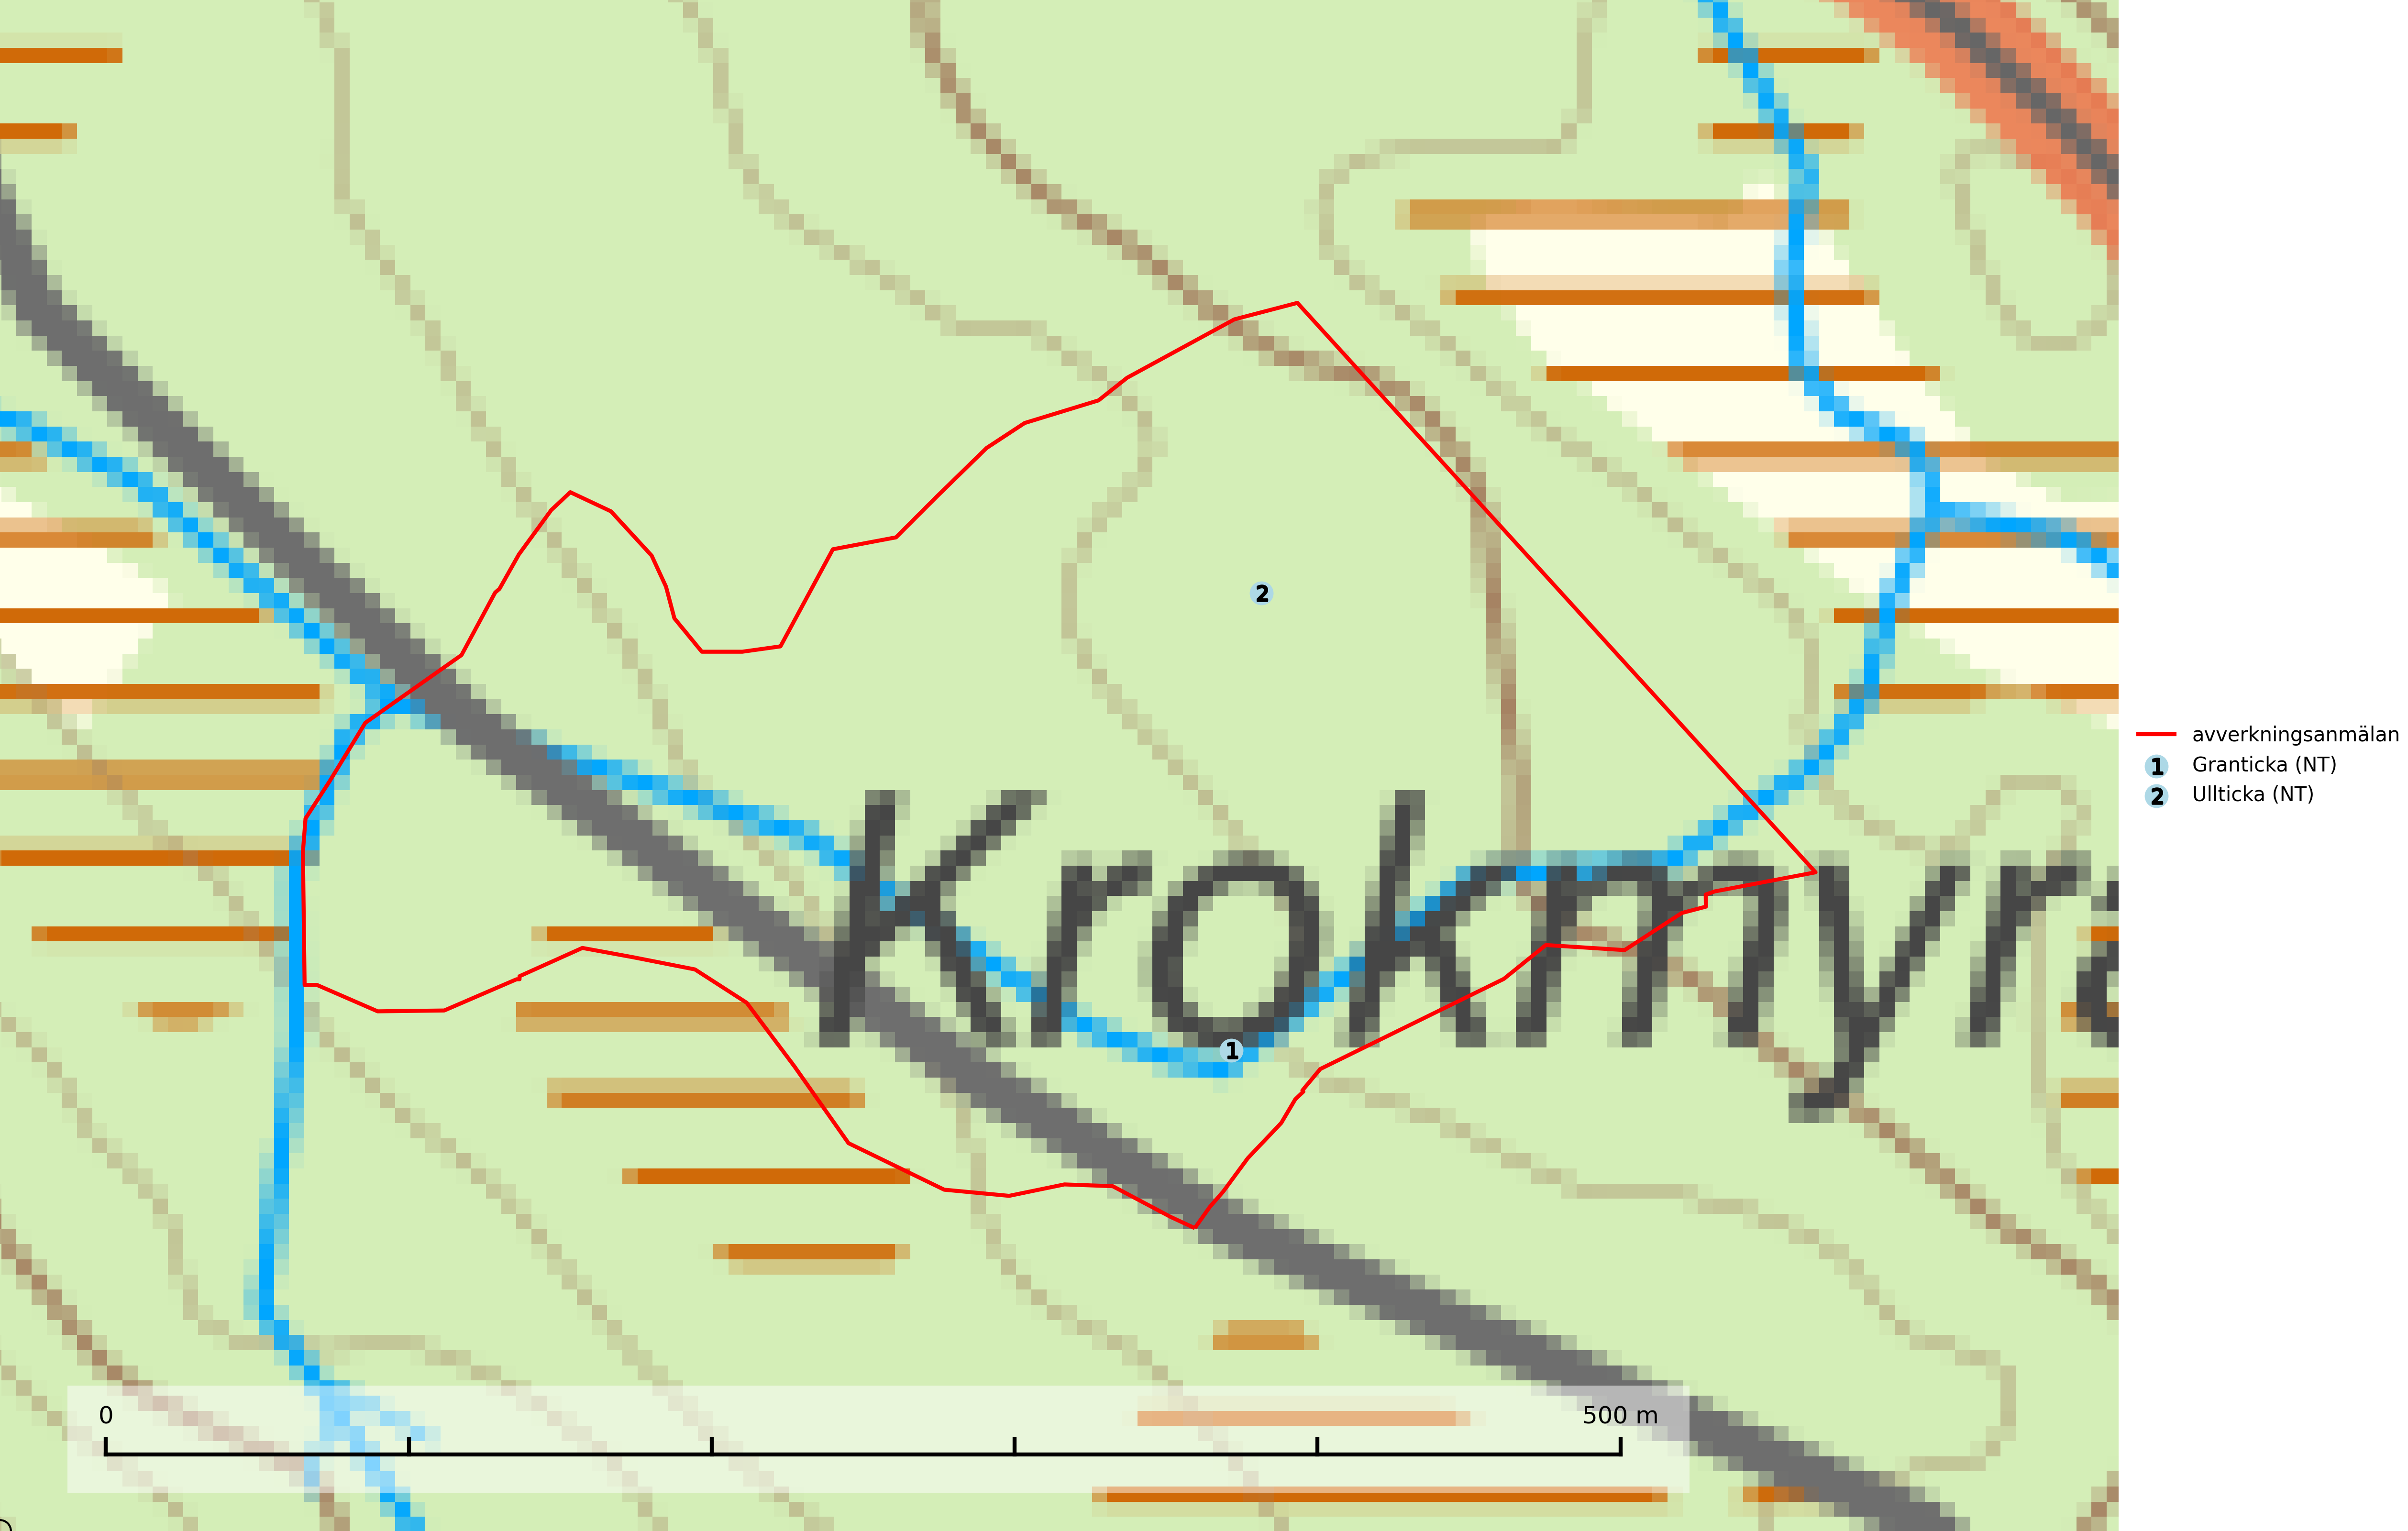 2
Krokmyr
1
avverkningsanmälan
1 Granticka (NT)
2 Ullticka (NT)
0 500 m